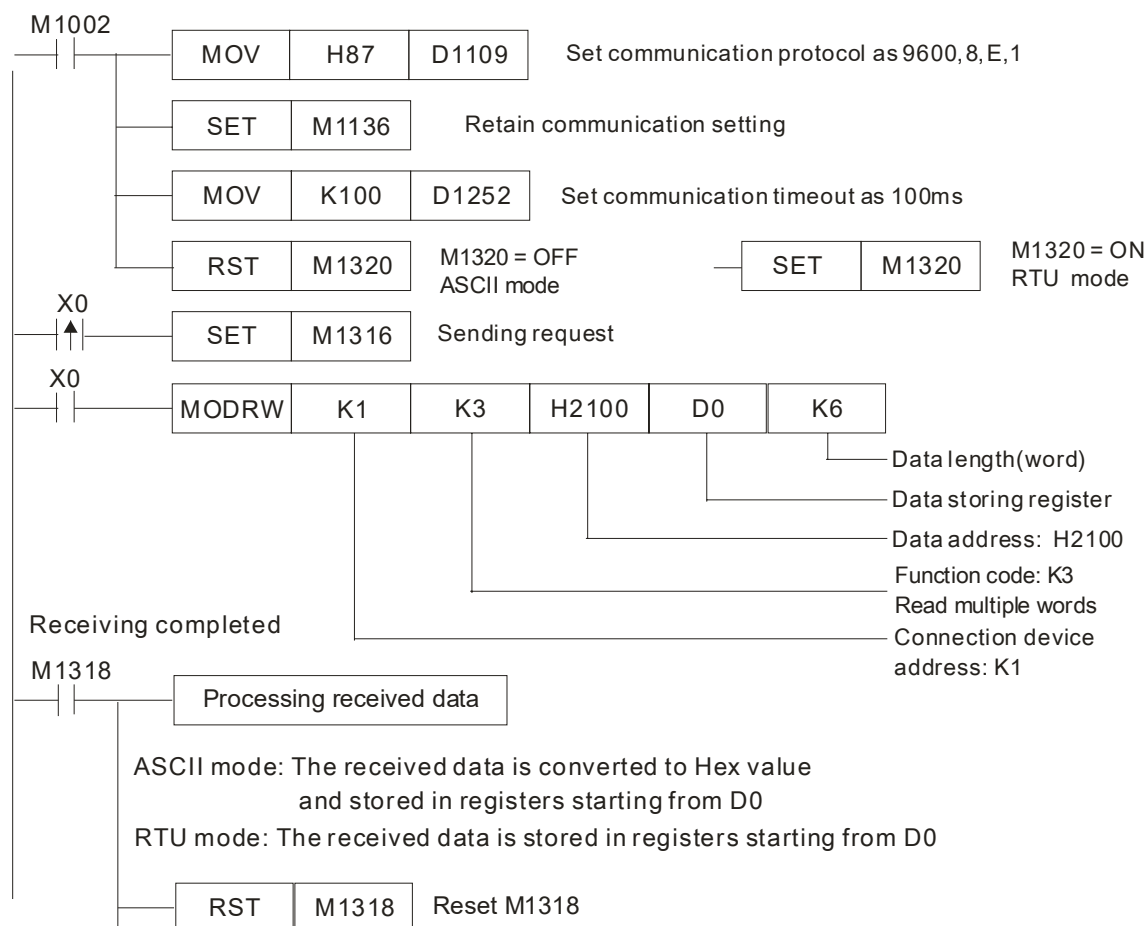 M1002
MOV H87 D1109 Set communication protocol as 9600,8,E,1
SET M1136 Retain communication setting
MOV K100 D1252 Set communication timeout as 100ms
RST M1320 M1320 = OFF
ASCII mode
SET M1320 M1320 = ON
RTU mode
X0
SET M1316 Sending request
X0
MODRW K1 K3 H2100 D0 K6
Data length(word)
Data storing register
Data address: H2100
Function code: K3
Read multiple words
Connection device
address: K1
Receiving completed
M1318
Processing received data
ASCII mode: The received data is converted to Hex value
and stored in registers starting from D0
RTU mode: The received data is stored in registers starting from D0
RST M1318 Reset M1318